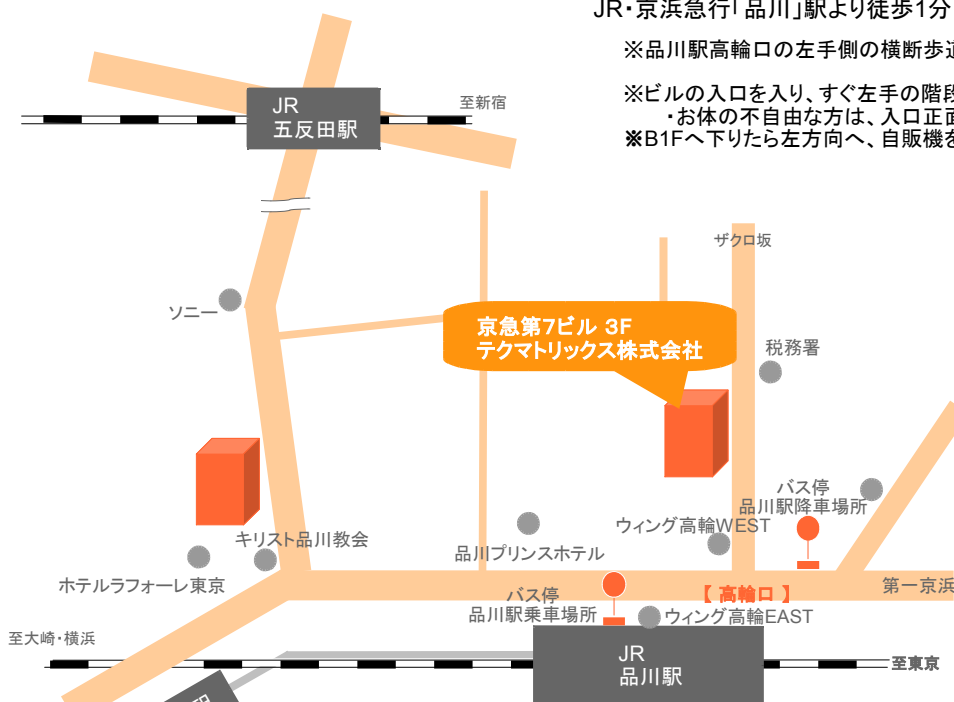 JR・京浜急行「品川」駅より徒歩1分
※品川駅高輪口の左手側の横断歩道
※ビルの入口を入り、すぐ左手の階段
・お体の不自由な方は、入口正面
※B1Fへ下りたら左方向へ、自販機を
JR
五反田駅
至新宿
ザクロ坂
ソニー
京急第7ビル 3F
テクマトリックス株式会社
税務署
バス停
品川駅降車場所
ウィング高輪WEST
キリスト品川教会
品川プリンスホテル
ホテルラフォーレ東京
【 高輪口 】
第一京浜
バス停
品川駅乗車場所
ウィング高輪EAST
至大崎・横浜
JR
品川駅
至東京
駅